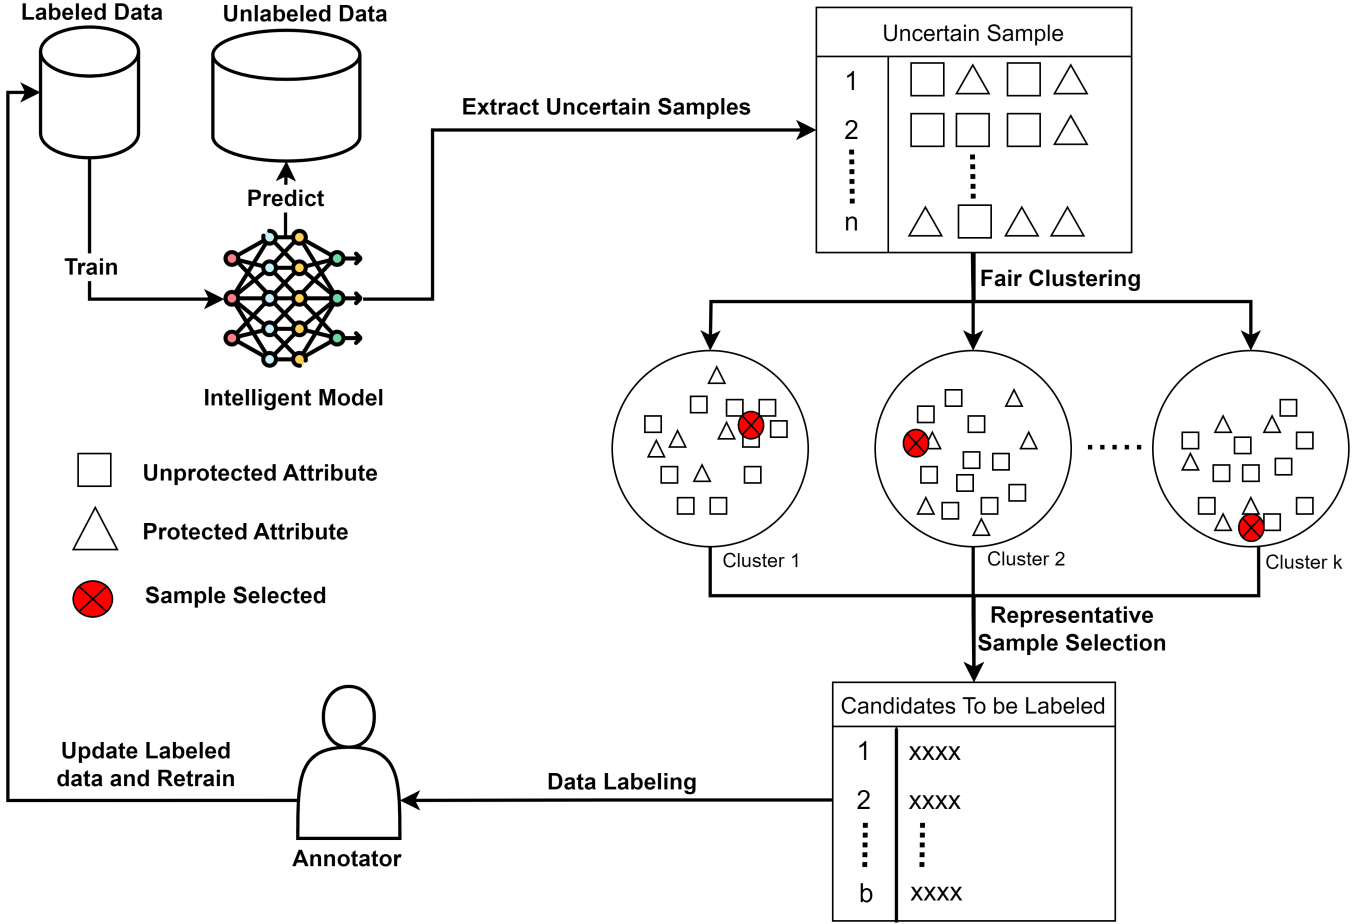 Labeled Data
Unlabeled Data
Uncertain Sample
1
Extract Uncertain Samples
2
Predict
n
Train
Fair Clustering
Intelligent Model
Unprotected Attribute
Protected Attribute
Sample Selected
Cluster 1
Cluster 2
Cluster k
Representative
Sample Selection
Candidates To be Labeled
1 xxxx
2 xxxx
b xxxx
Data Labeling
Update Labeled
data and Retrain
Annotator